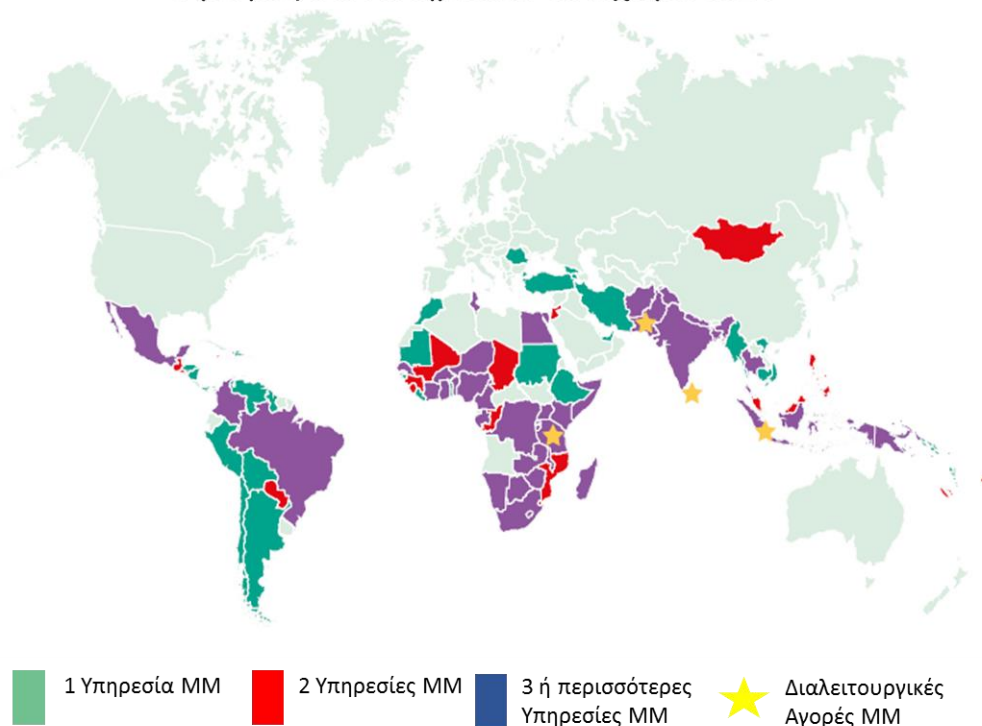 1 Υπηρεσία ΜΜ
2 Υπηρεσίες ΜΜ
3 ή περισσότερες
Υπηρεσίες ΜΜ
Διαλειτουργικές
Αγορές ΜΜ